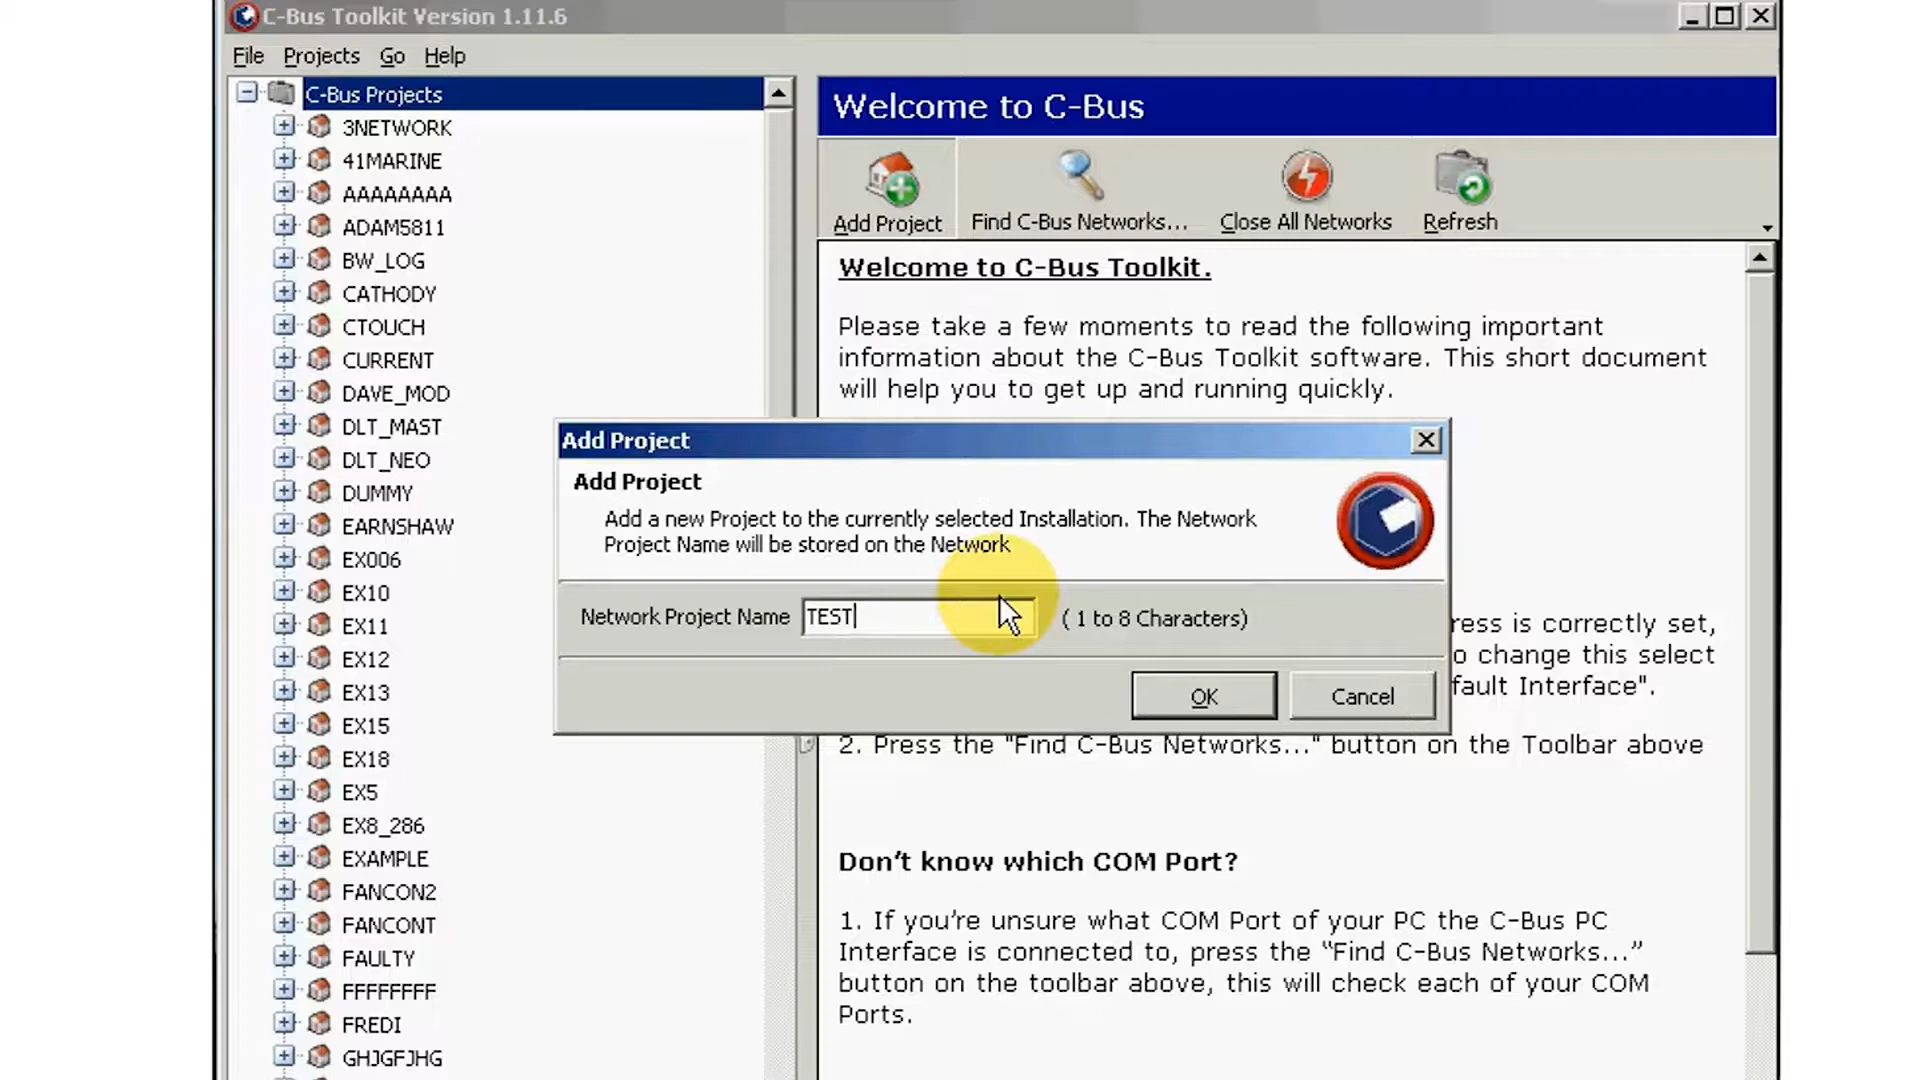 C-Bus Toolkit Version 1.11.6
File Projects Go Help
C-Bus Projects
3NETWORK
41MARINE
AAAAAAAA
ADAM5811
BW_LOG
CATHODY
CTOUCH
CURRENT
DAVE_MOD
DLT_MAST
DLT_NEO
DUMMY
EARNSHAW
EX006
EX10
EX11
EX12
EX13
EX15
EX18
EX5
EX8_286
EXAMPLE
FANCON2
FANCONT
FAULTY
FFFFFFFF
FREDI
GHJGFJHG
Welcome to C-Bus
Add Project Find C-Bus Networks... Close All Networks Refresh
Welcome to C-Bus Toolkit.
Please take a few moments to read the following important
information about the C-Bus Toolkit software. This short document
will help you to get up and running quickly.
Add Project
Add Project
Add a new Project to the currently selected Installation. The Network
Project Name will be stored on the Network
Network Project Name TEST ( 1 to 8 Characters)
OK Cancel
ress is correctly set,
o change this select
fault Interface".
2. Press the "Find C-Bus Networks..." button on the Toolbar above
Don't know which COM Port?
1. If you're unsure what COM Port of your PC the C-Bus PC
Interface is connected to, press the "Find C-Bus Networks..."
button on the toolbar above, this will check each of your COM
Ports.